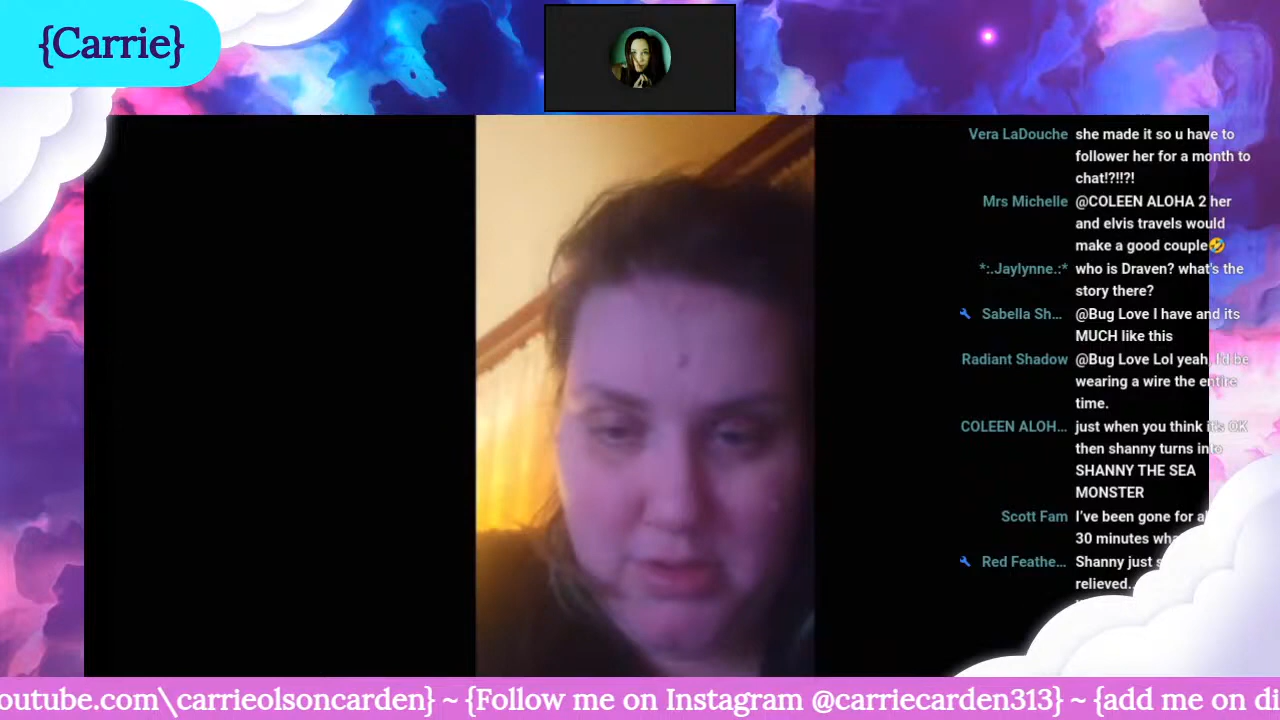 {Carrie}
Vera LaDouche she made it so u have to
follower her for a month to
chat!?!!?!
Mrs Michelle @COLEEN ALOHA 2 her
and elvis travels would
make a good couple🤣
*:.Jaylynne.:* who is Draven? what's the
story there?
Sabella Sh... @Bug Love I have and its
MUCH like this
Radiant Shadow @Bug Love Lol yeah, I'd be
wearing a wire the entire
time.
COLEEN ALOH... just when you think it's OK
then shanny turns into
SHANNY THE SEA
MONSTER
Scott Fam I've been gone for
30 minutes
Red Feathe... Shanny just
relieved..
outube.com\carrieolsoncarden} ~ {Follow me on Instagram @carriecarden313} ~ {add me on di